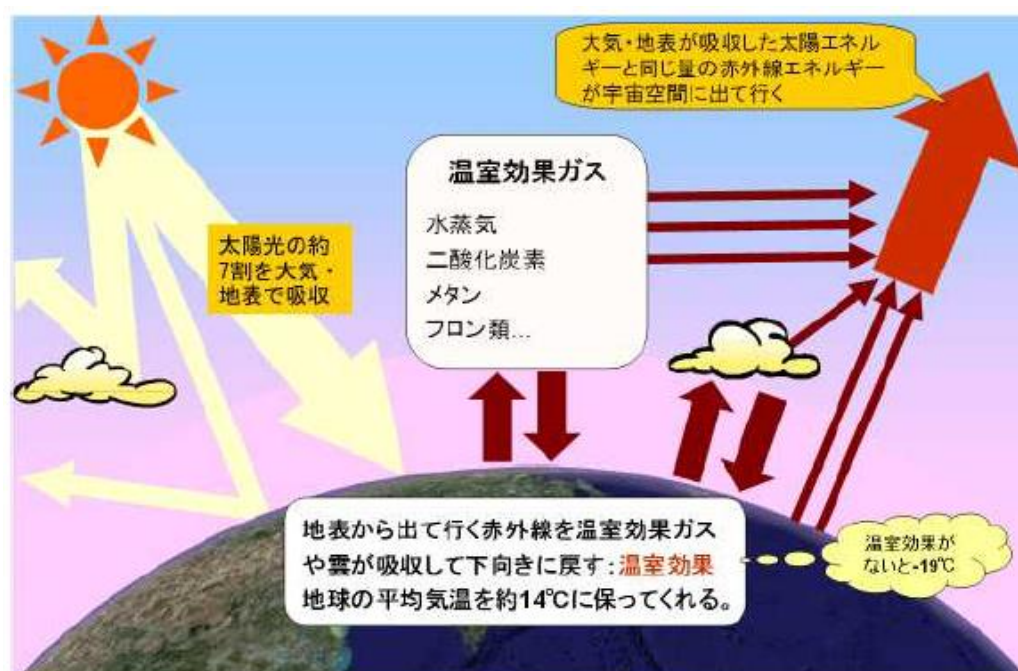 大気・地表が吸収した太陽エネル
ギーと同じ量の赤外線エネルギー
が宇宙空間に出て行く
温室効果ガス
水蒸気
二酸化炭素
メタン
フロン類…
太陽光の約
7割を大気・
地表で吸収
地表から出て行く赤外線を温室効果ガス
や雲が吸収して下向きに戻す:温室効果
地球の平均気温を約14℃に保ってくれる。
温室効果が
ないと-19℃